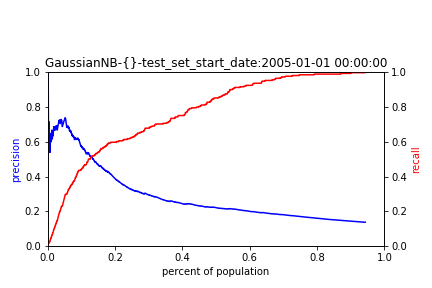 GaussianNB-{}-test_set_start_date:2005-01-01 00:00:00
1.0
0.8
0.6
0.4
0.2
0.0
precision
1.0
0.8
0.6
0.4
0.2
0.0
recall
0.0 0.2 0.4 0.6 0.8 1.0
percent of population